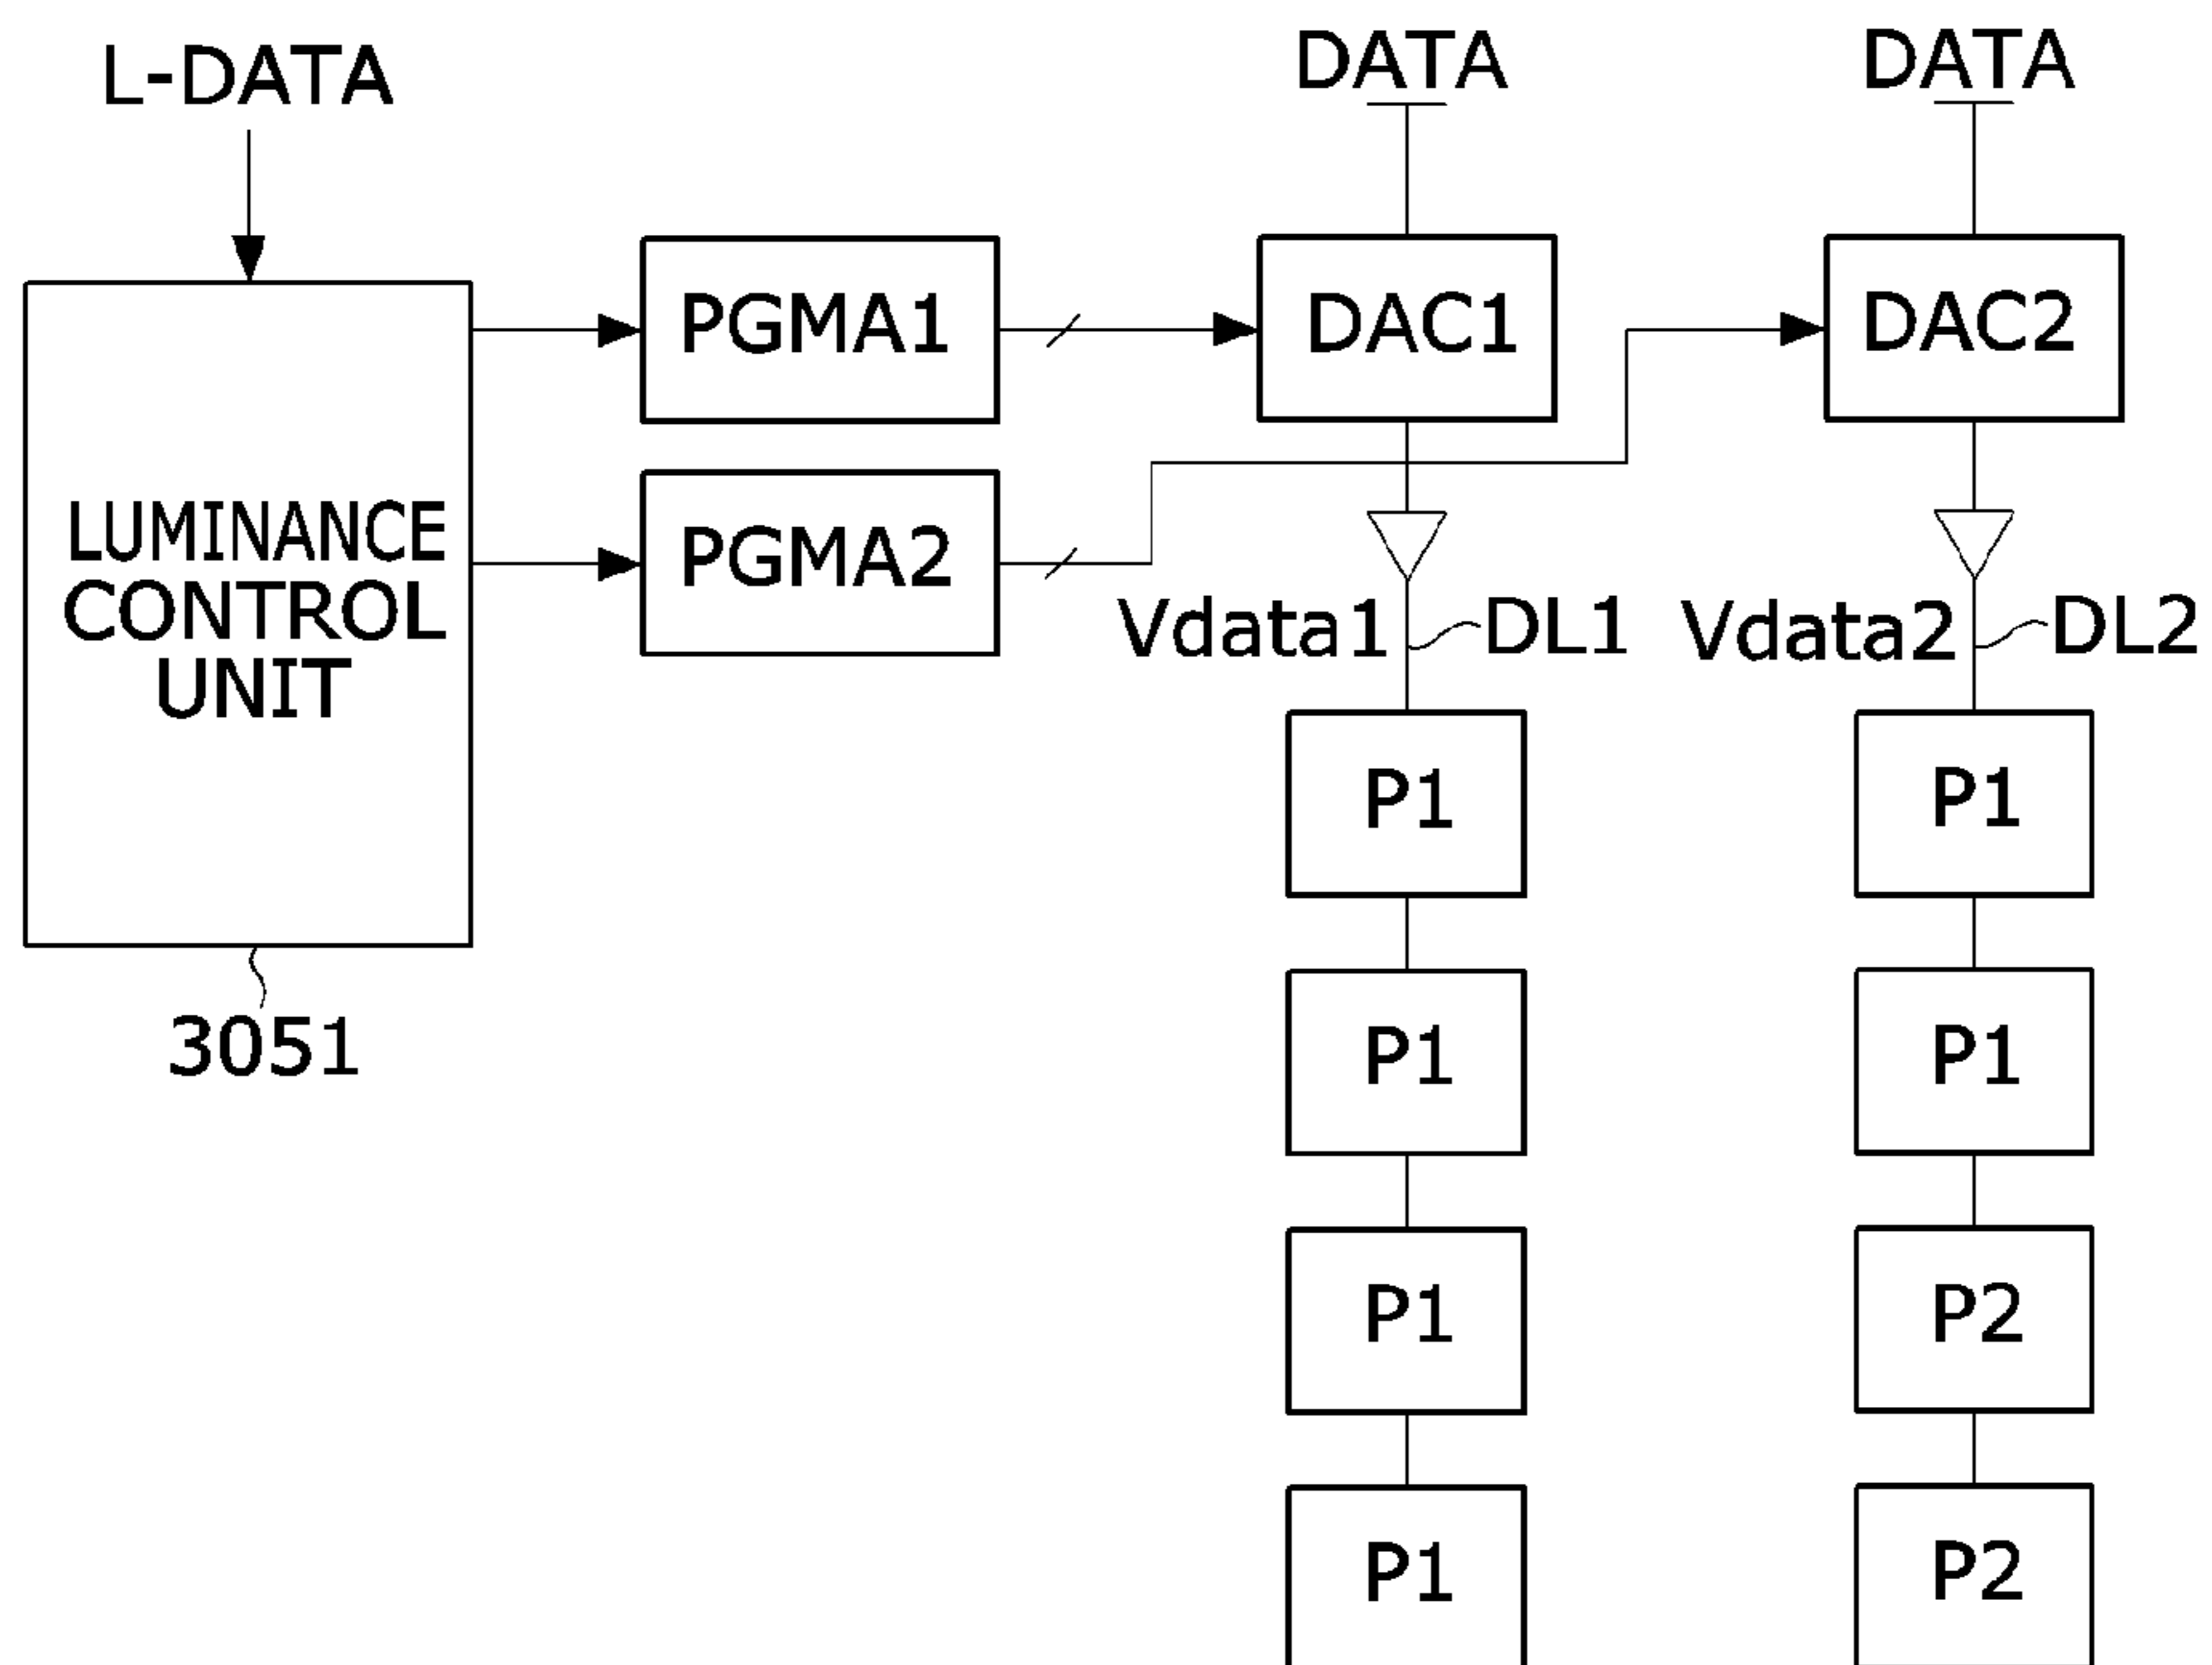 L-DATA
DATA
DATA
PGMA1
DAC1
DAC2
LUMINANCE
CONTROL
UNIT
PGMA2
Vdata1
DL1
Vdata2
DL2
P1
P1
3051
P1
P1
P1
P2
P1
P2